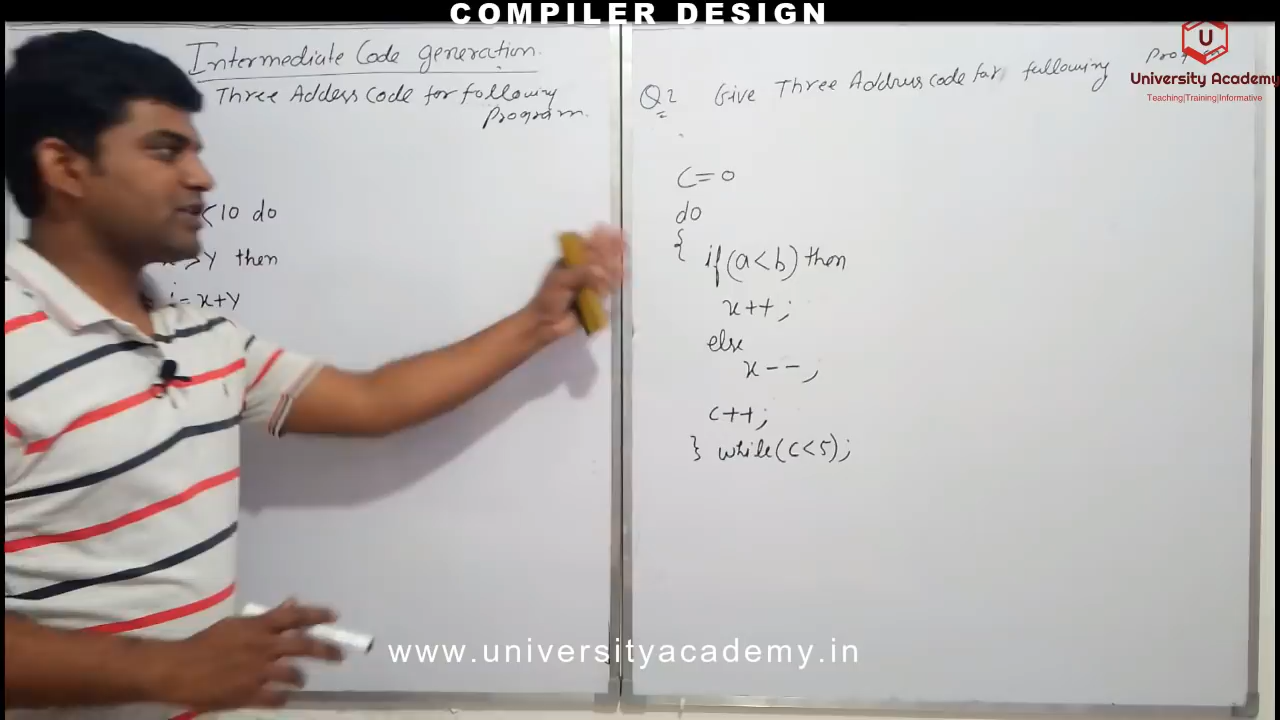 COMPILER DESIGN
Intermediate Code generation.
Three Address Code for following
program.
< 10 do
> y then
i = x+y
Q2 Give Three Address code for following
C=0
do
{
if (a<b) then
x++;
else
x--;
c++;
} while(c<5);
U
University Academy
Teaching|Training|Informative
www.universityacademy.in